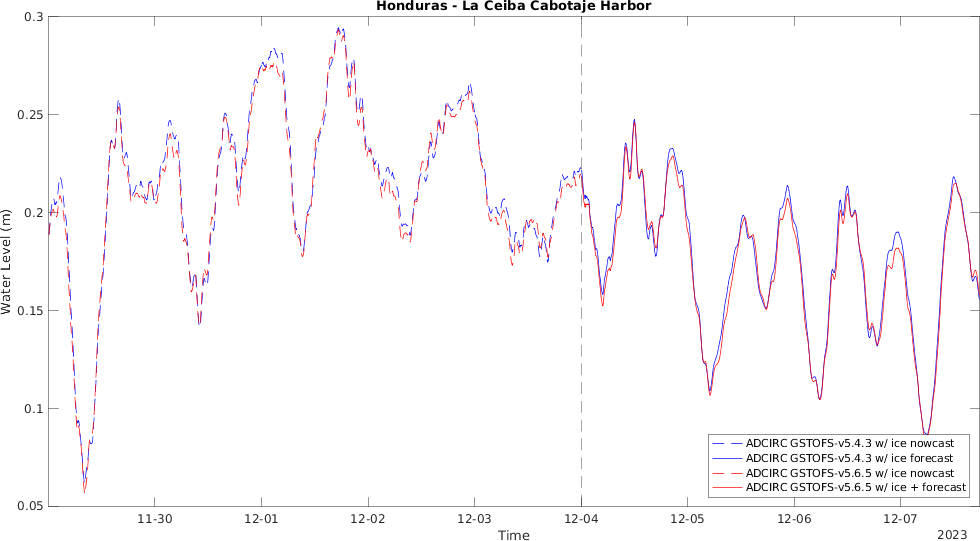 Honduras - La Ceiba Cabotaje Harbor
0.3
0.25
0.2
0.15
0.1
0.05
Water Level (m)
11-30
12-01
12-02
12-03
12-04
12-05
12-06
12-07
Time
2023
ADCIRC GSTOFS-v5.4.3 w/ ice nowcast
ADCIRC GSTOFS-v5.4.3 w/ ice forecast
ADCIRC GSTOFS-v5.6.5 w/ ice nowcast
ADCIRC GSTOFS-v5.6.5 w/ ice + forecast